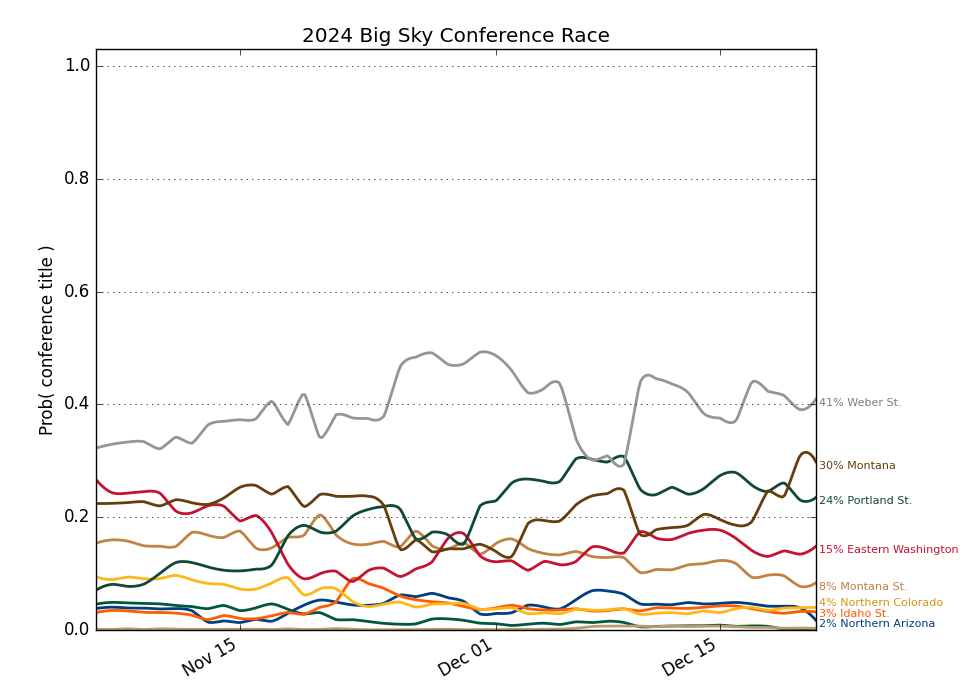 2024 Big Sky Conference Race
Prob( conference title )
1.0
0.8
0.6
0.4
0.2
0.0
Nov 15
Dec 01
Dec 15
41% Weber St.
30% Montana
24% Portland St.
15% Eastern Washington
8% Montana St.
4% Northern Colorado
3% Idaho St.
2% Northern Arizona